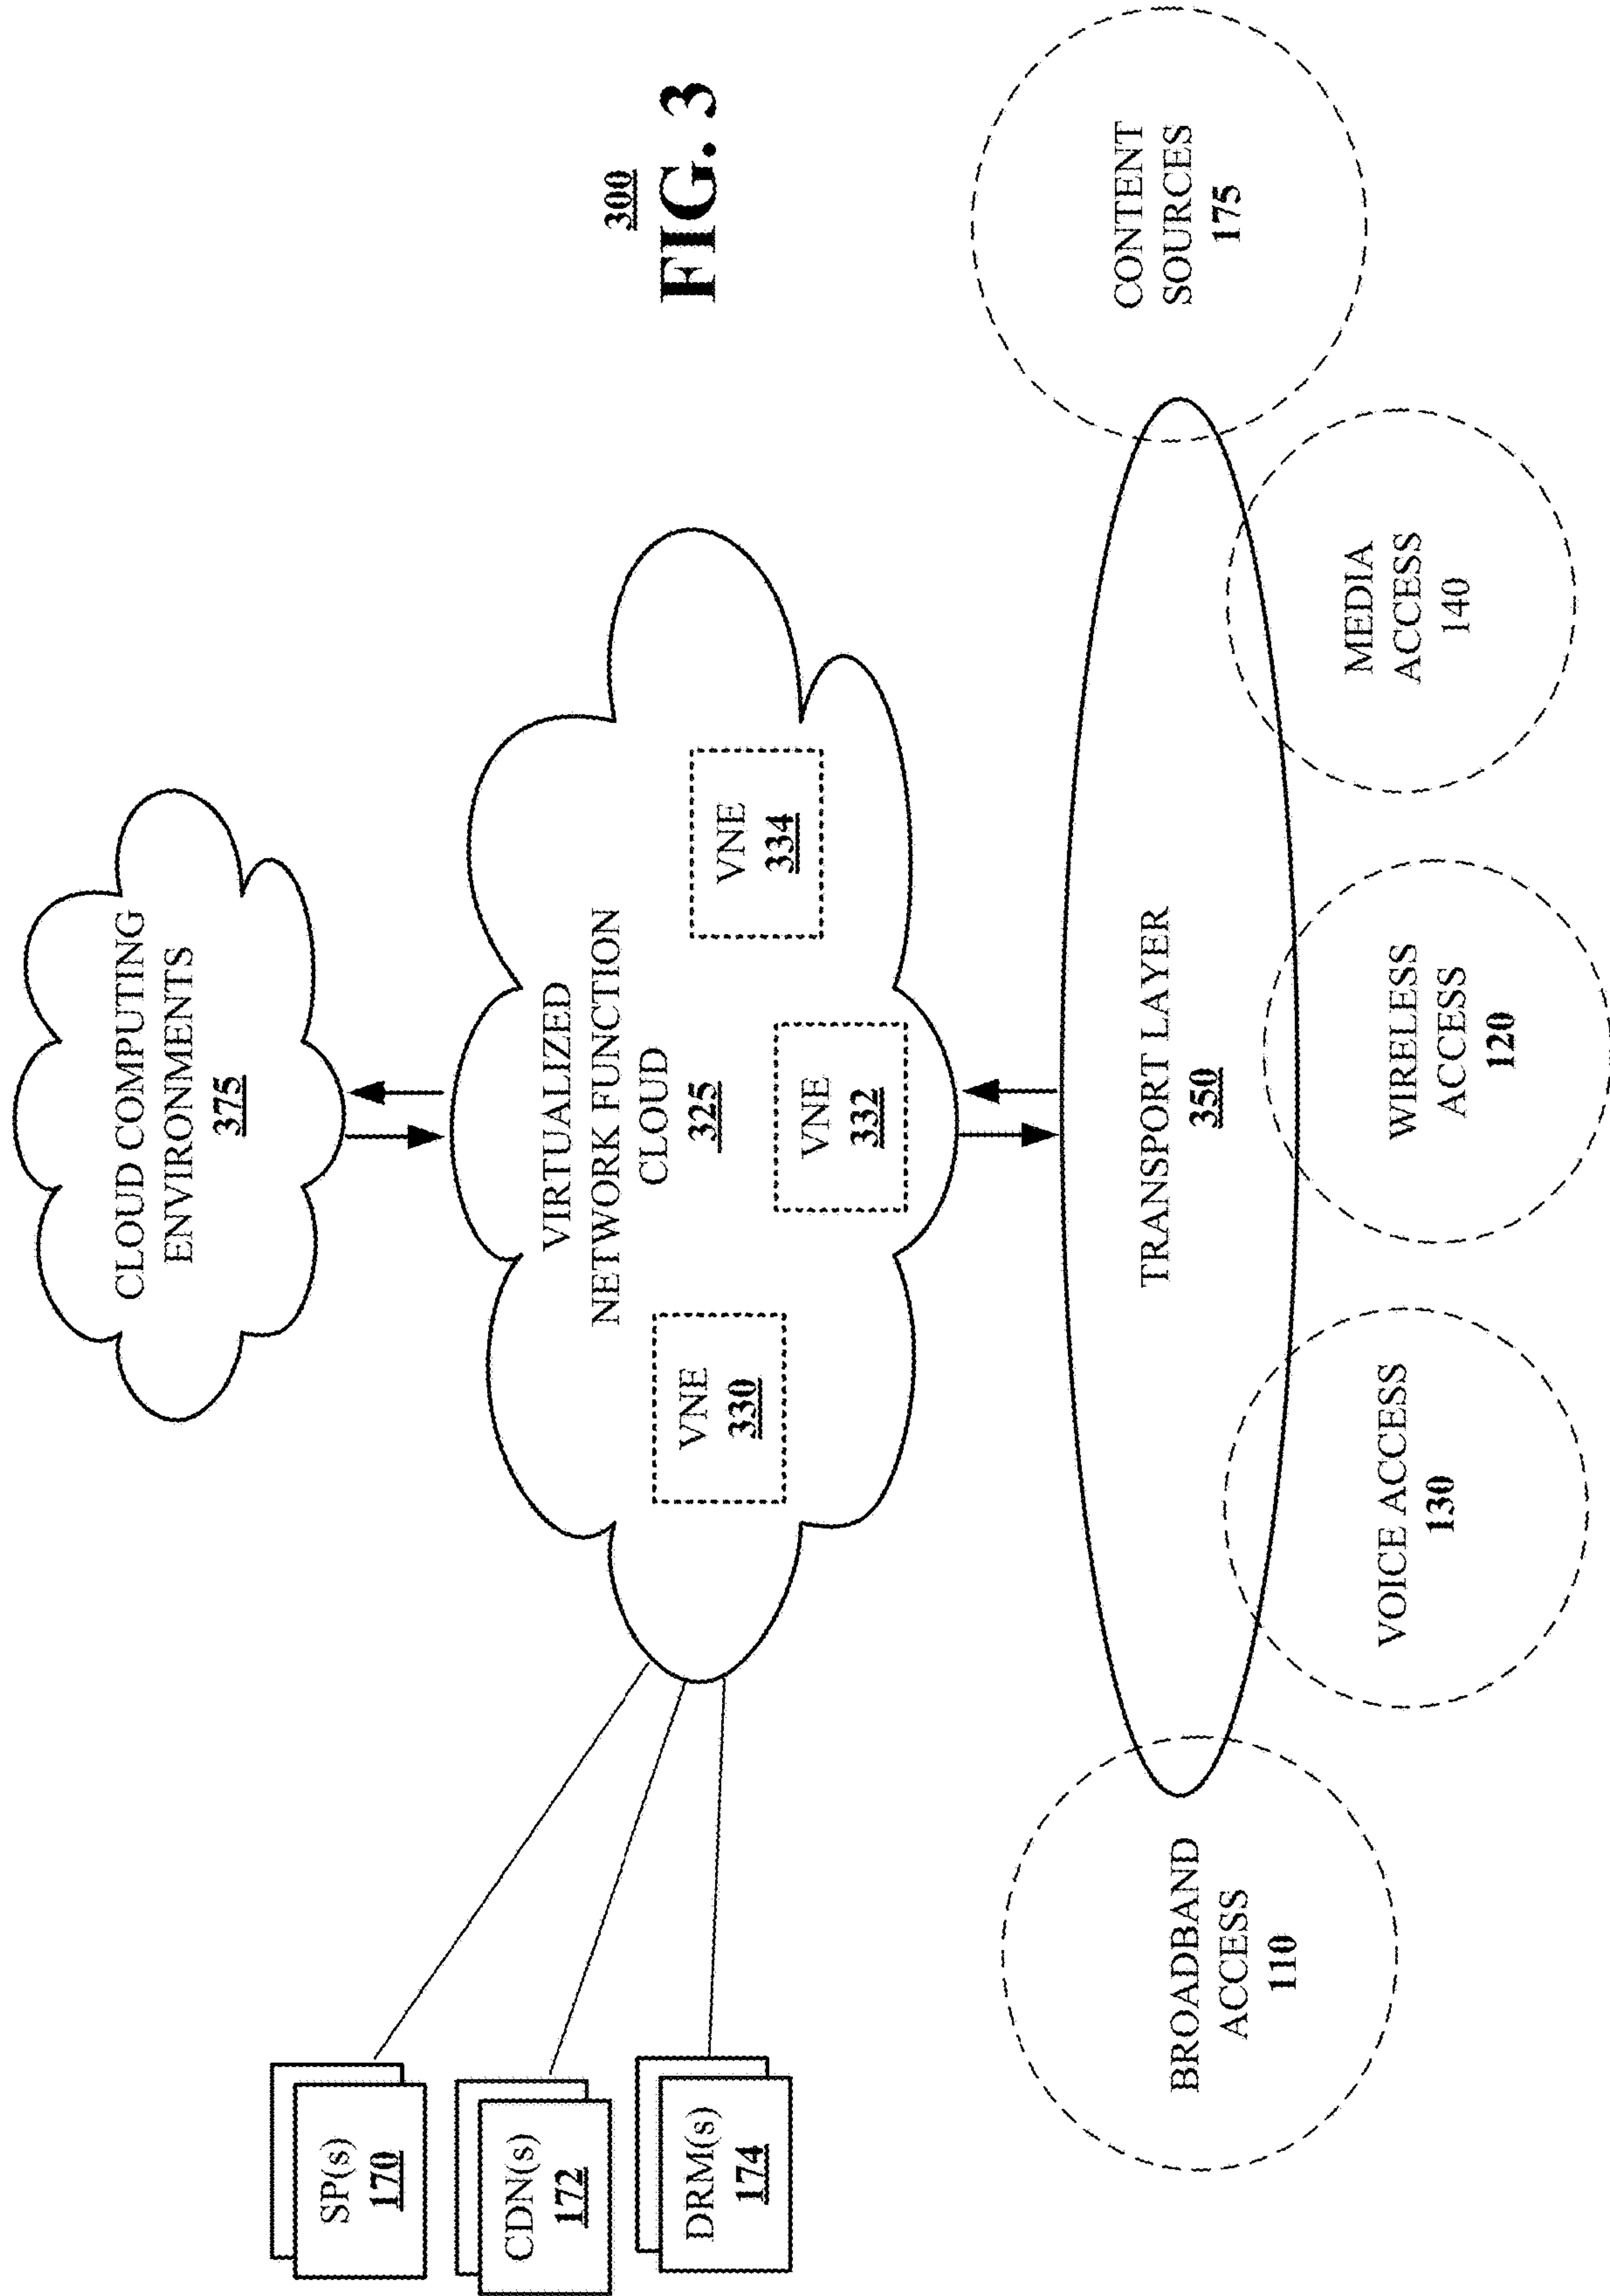 CLOUD COMPUTING
ENVIRONMENTS
375
VIRTUALIZED
NETWORK FUNCTION
CLOUD
325
VNE
330
VNE
332
VNE
334
SP(s)
170
CDN(s)
172
DRM(s)
174
300
FIG. 3
TRANSPORT LAYER
350
BROADBAND
ACCESS
110
VOICE ACCESS
130
WIRELESS
ACCESS
120
MEDIA
ACCESS
140
CONTENT
SOURCES
175